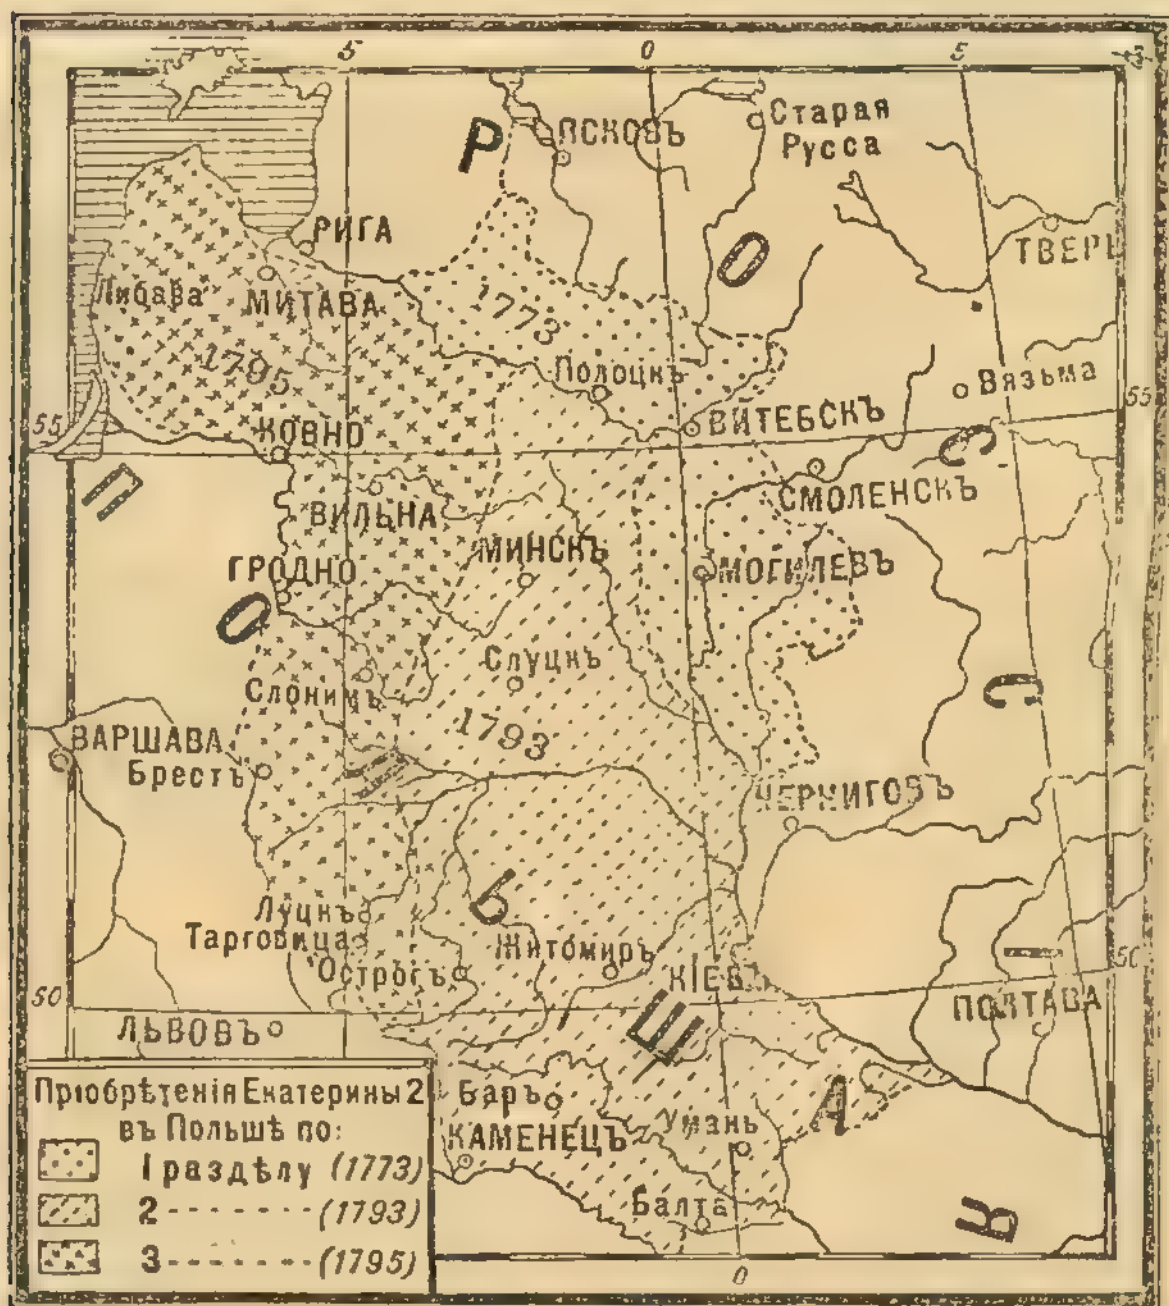 5
0
5
Р
ПСКОВЪ
Старая
Русса
О
РИГА
ТВЕРЬ
Либава
МИТАВА
1773
1795
Полоцкъ
Вязьма
55
ВИТЕБСКЪ
55
КОВНО
С
П
СМОЛЕНСКЪ
ВИЛЬНА
МИНСКЪ
МОГИЛЕВЪ
ГРОДНО
О
Слуцкъ
Слонимъ
С
1793
ВАРШАВА
Брестъ
ЧЕРНИГОВЪ
Ь
Луцкъ
Тарговица
Житомиръ
Острогъ
КІЕВЪ
І
50
50
ПОЛТАВА
Ш
ЛЬВОВЪ
Баръ
А
КАМЕНЕЦЪ
Умань
Балта
Я
0
Приобрѣтенія Екатерины 2
въ Польшѣ по:
1 раздѣлу (1773)
2 - - - - - - - - (1793)
3 - - - - - - - - (1795)